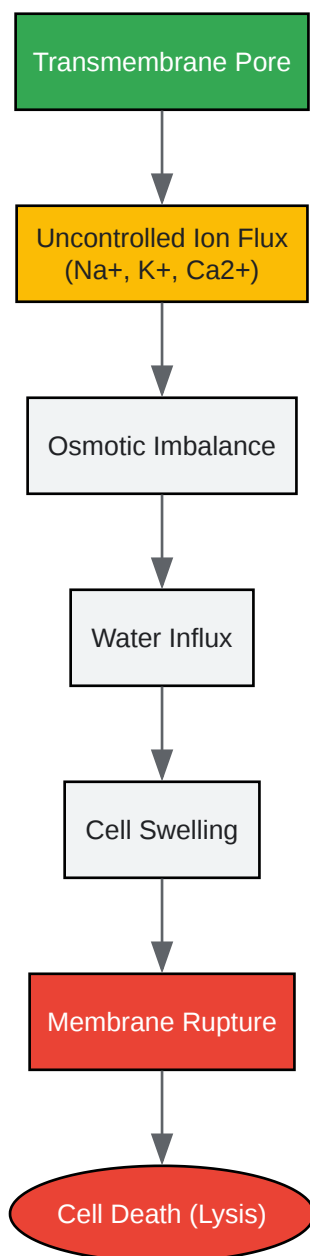 Transmembrane Pore
Uncontrolled Ion Flux
(Na+, K+, Ca2+)
Osmotic Imbalance
Water Influx
Cell Swelling
Membrane Rupture
Cell Death (Lysis)